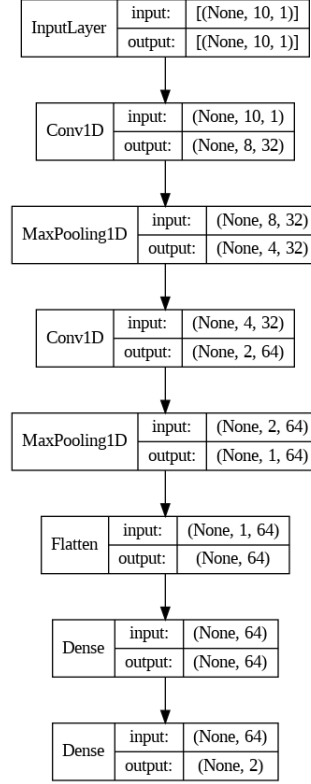 InputLayer input: [(None, 10, 1)]
output: [(None, 10, 1)]
Conv1D input: (None, 10, 1)
output: (None, 8, 32)
MaxPooling1D input: (None, 8, 32)
output: (None, 4, 32)
Conv1D input: (None, 4, 32)
output: (None, 2, 64)
MaxPooling1D input: (None, 2, 64)
output: (None, 1, 64)
Flatten input: (None, 1, 64)
output: (None, 64)
Dense input: (None, 64)
output: (None, 64)
Dense input: (None, 64)
output: (None, 2)